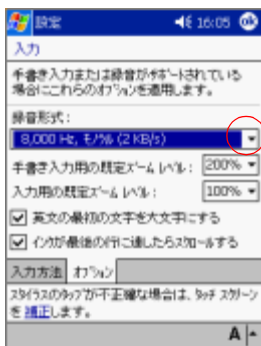 設定 16:05 ok
入力
手書き入力または録音がｻﾎﾟｰﾄされている
場合にこれらのｵﾌﾟｼｮﾝを適用します。
録音形式：
8,000 Hz, ﾓﾉﾗﾙ (2 KB/s)
手書き入力用の既定ｽﾞｰﾑ ﾚﾍﾞﾙ： 200%
入力用の既定ｽﾞｰﾑ ﾚﾍﾞﾙ： 100%
英文の最初の文字を大文字にする
ｲﾝｸが最後の行に達したらｽｸﾛｰﾙする
入力方法 ｵﾌﾟｼｮﾝ
ｽﾀｲﾗｽのﾀｯﾌﾟが不正確な場合は、ﾀｯﾁ ｽｸﾘｰﾝ
を補正します。
A